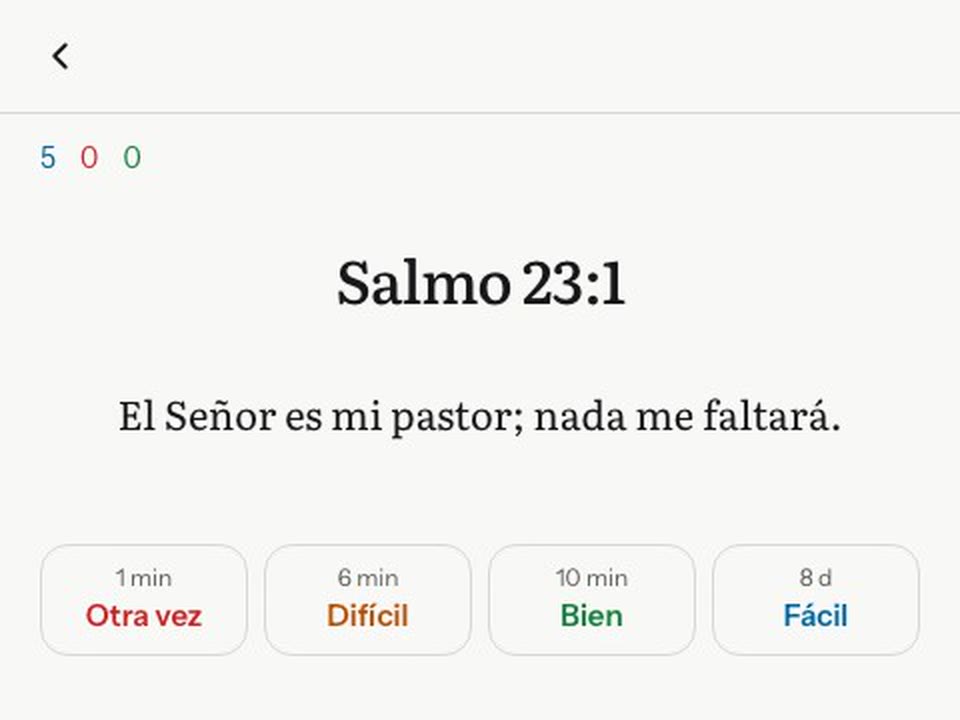 5 0 0
Salmo 23:1
El Señor es mi pastor; nada me faltará.
1 min 6 min 10 min 8 d
Otra vez Difícil Bien Fácil